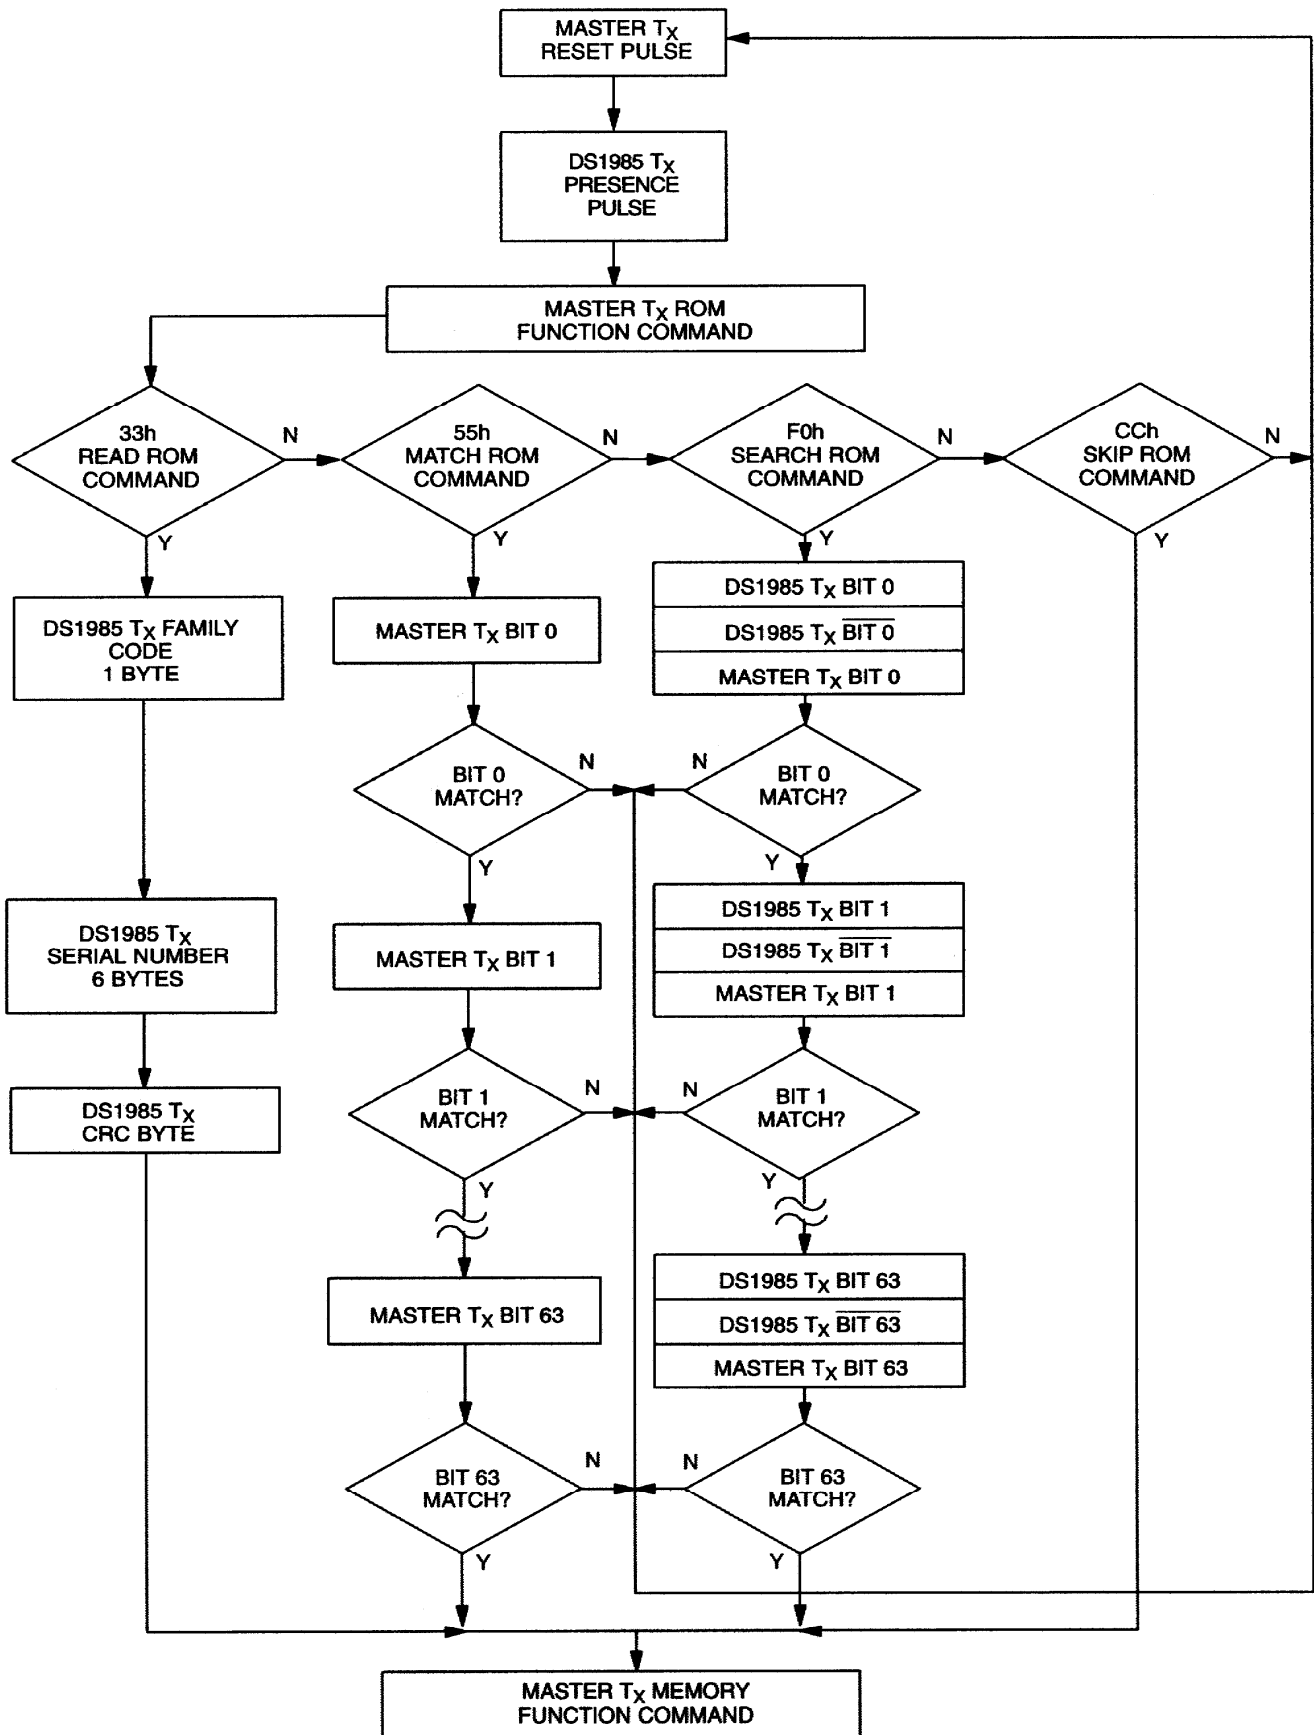 MASTER TX
RESET PULSE
DS1985 TX
PRESENCE
PULSE
MASTER TX ROM
FUNCTION COMMAND
33h
READ ROM
COMMAND
N
Y
55h
MATCH ROM
COMMAND
N
Y
F0h
SEARCH ROM
COMMAND
N
Y
CCh
SKIP ROM
COMMAND
N
Y
DS1985 TX FAMILY
CODE
1 BYTE
DS1985 TX
SERIAL NUMBER
6 BYTES
DS1985 TX
CRC BYTE
MASTER TX BIT 0
BIT 0
MATCH?
N
Y
MASTER TX BIT 1
BIT 1
MATCH?
N
Y
MASTER TX BIT 63
BIT 63
MATCH?
N
Y
DS1985 TX BIT 0
DS1985 TX BIT 0
MASTER TX BIT 0
N
BIT 0
MATCH?
Y
DS1985 TX BIT 1
DS1985 TX BIT 1
MASTER TX BIT 1
N
BIT 1
MATCH?
Y
DS1985 TX BIT 63
DS1985 TX BIT 63
MASTER TX BIT 63
N
BIT 63
MATCH?
Y
MASTER TX MEMORY
FUNCTION COMMAND